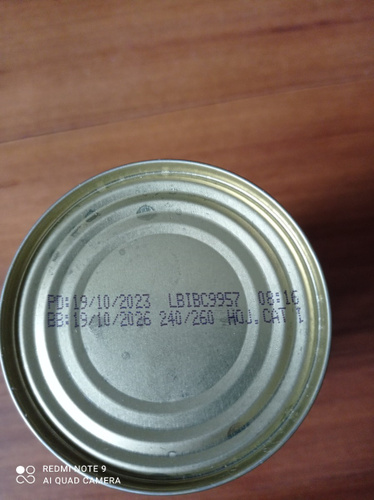 PD:19/10/2023 LBIBC9957 08:16
BB:19/10/2026 240/260 HOJ.CAT 1
REDMI NOTE 9
AI QUAD CAMERA